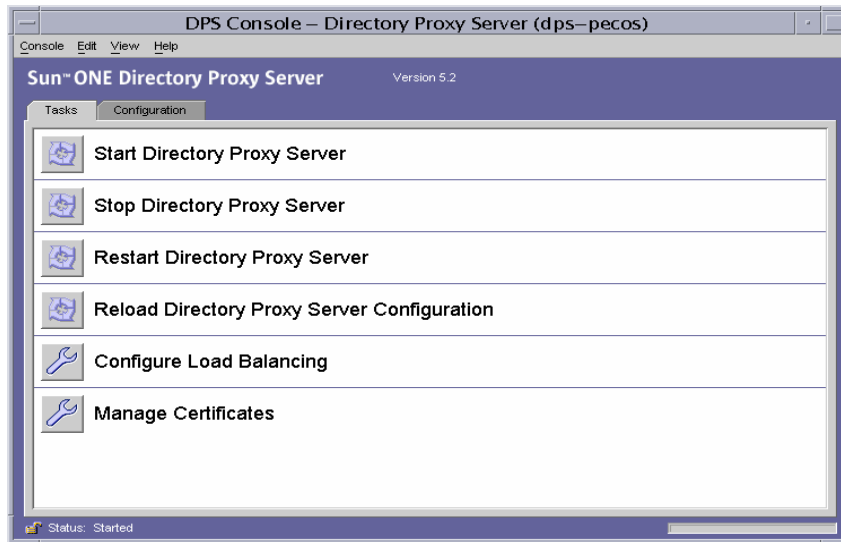 DPS Console – Directory Proxy Server (dps–pecos)
Console Edit View Help
Sun™ ONE Directory Proxy Server Version 5.2
Tasks Configuration
Start Directory Proxy Server
Stop Directory Proxy Server
Restart Directory Proxy Server
Reload Directory Proxy Server Configuration
Configure Load Balancing
Manage Certificates
Status: Started